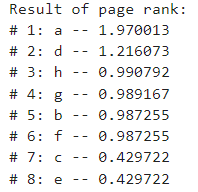 Result of page rank:
# 1: a -- 1.970013
# 2: d -- 1.216073
# 3: h -- 0.990792
# 4: g -- 0.989167
# 5: b -- 0.987255
# 6: f -- 0.987255
# 7: c -- 0.429722
# 8: e -- 0.429722